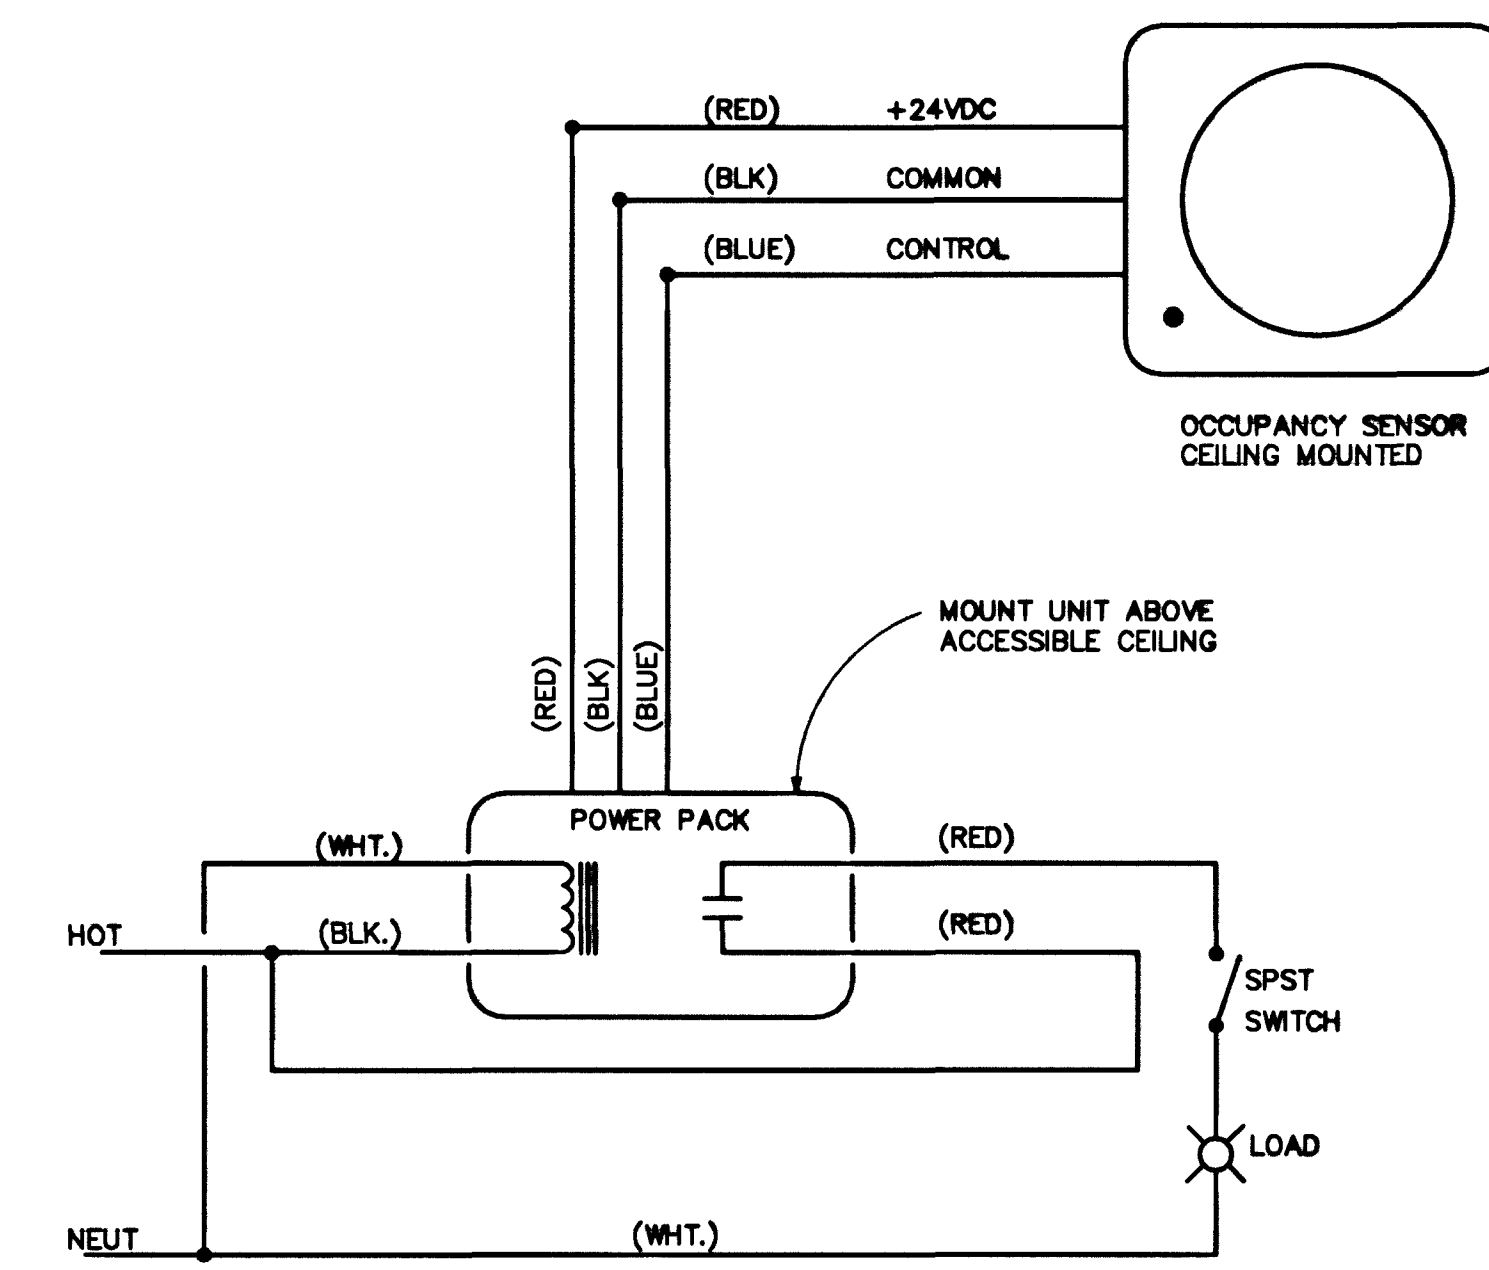 (RED) +24VDC
(BLK) COMMON
(BLUE) CONTROL
OCCUPANCY SENSOR
CEILING MOUNTED
MOUNT UNIT ABOVE
ACCESSIBLE CEILING
(RED)
(BLK)
(BLUE)
POWER PACK
(WHT.)
(RED)
HOT
(BLK.)
(RED)
SPST
SWITCH
LOAD
NEUT
(WHT.)